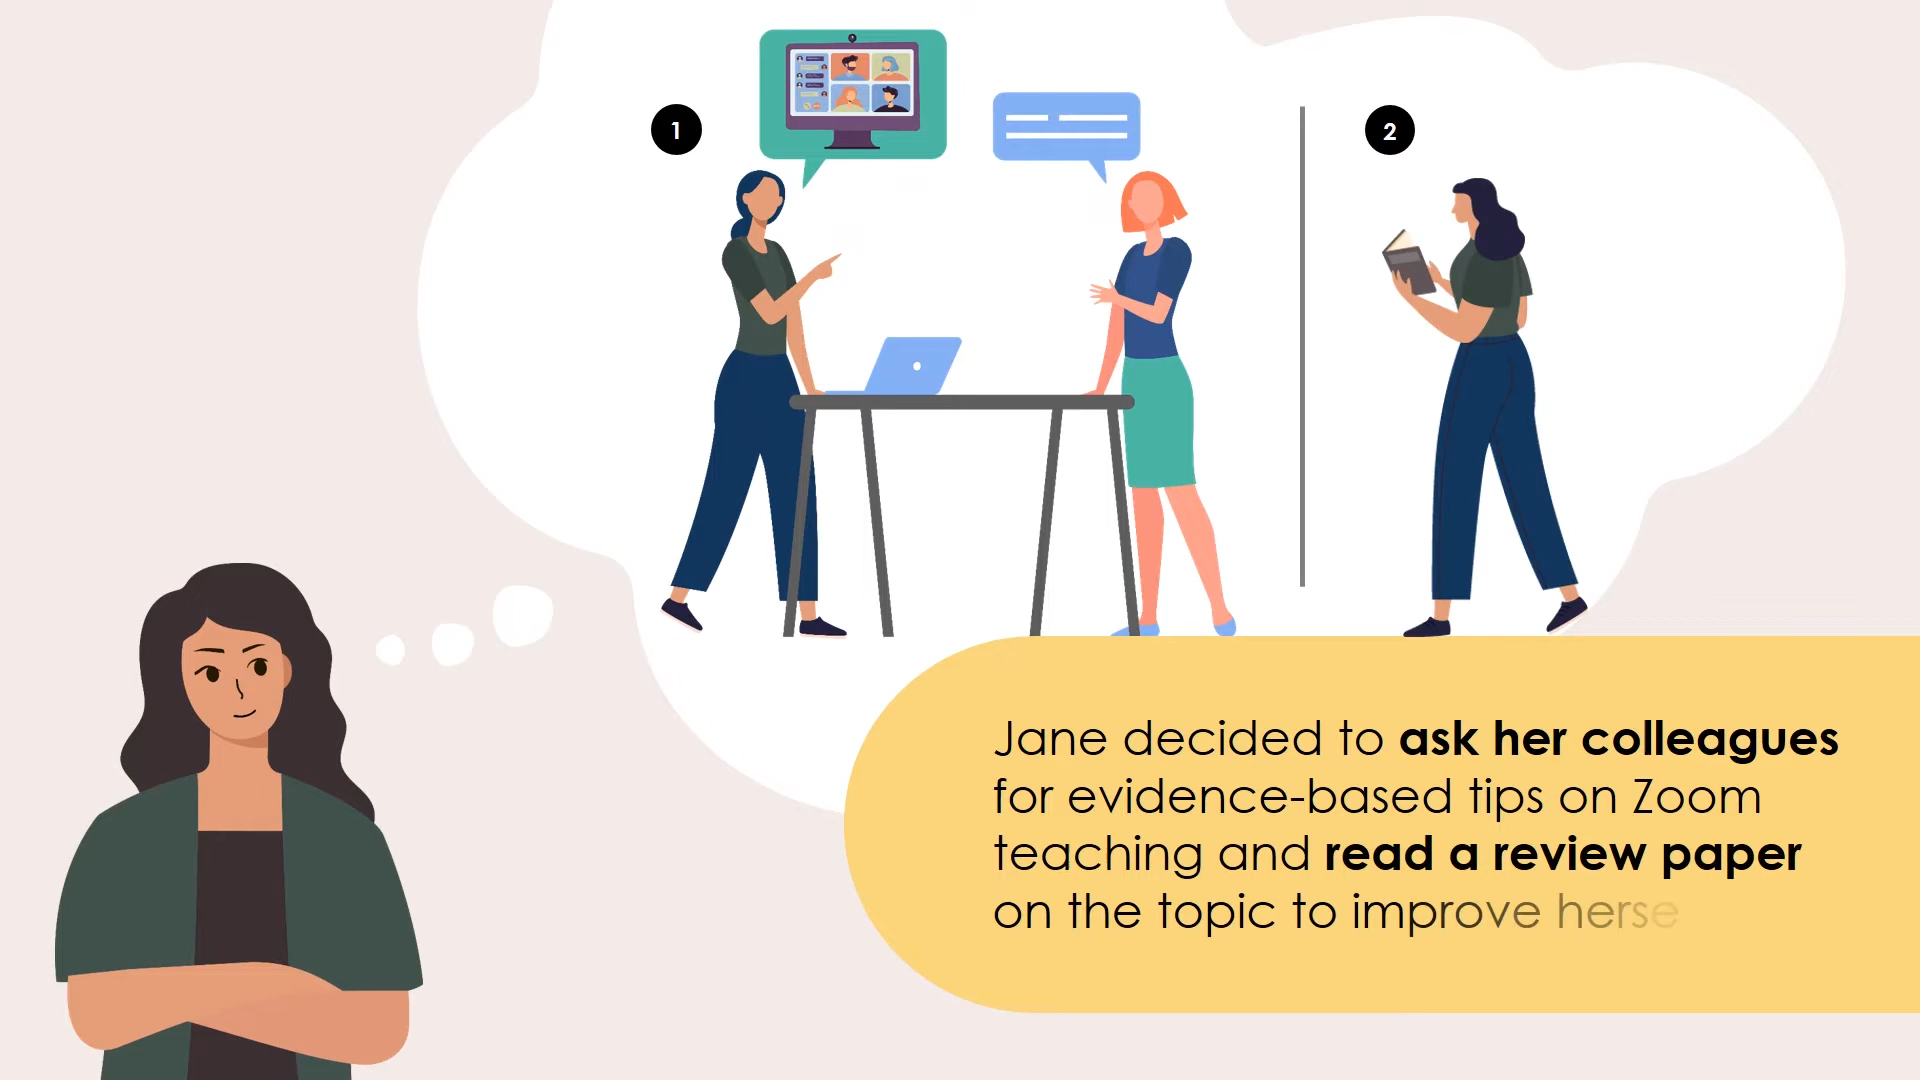 1
2
Jane decided to ask her colleagues
for evidence-based tips on Zoom
teaching and read a review paper
on the topic to improve herse